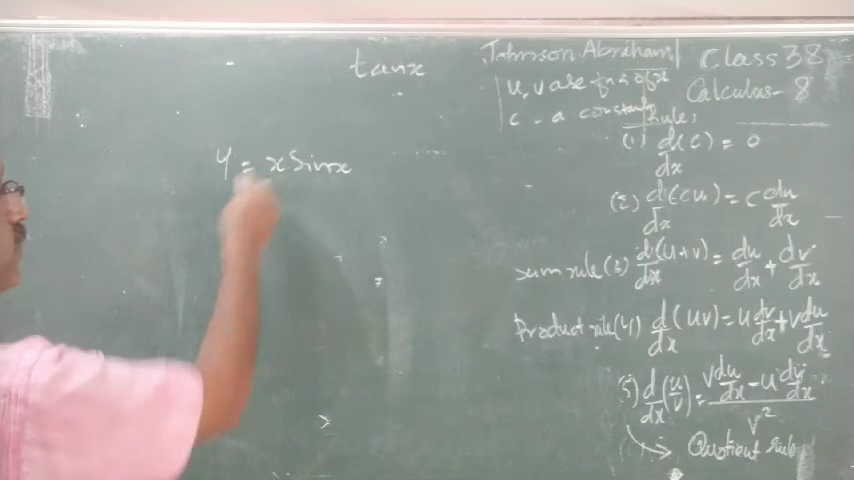 tanx
y = x sinx
Johnson Abraham
u, v are fns of x
c - a constant
Class 38
Calculus - 8
rule:
(1) d/dx (c) = 0
(2) d/dx (cu) = c du/dx
sum rule (3) d/dx (u+v) = du/dx + dv/dx
Product rule (4) d/dx (uv) = u dv/dx + v du/dx
(5) d/dx (u/v) = (v du/dx - u dv/dx) / v²
Quotient rule